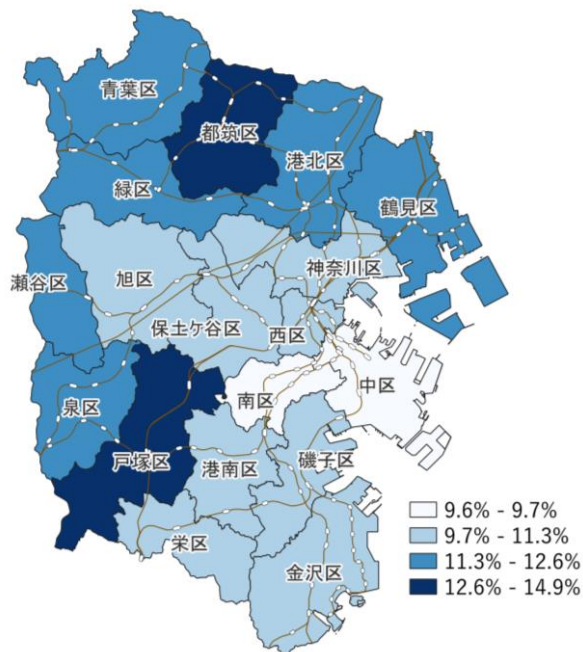 青葉区
都筑区
港北区
緑区
鶴見区
神奈川区
旭区
瀬谷区
保土ケ谷区
西区
中区
南区
泉区
戸塚区
港南区
磯子区
栄区
金沢区
9.6% - 9.7%
9.7% - 11.3%
11.3% - 12.6%
12.6% - 14.9%